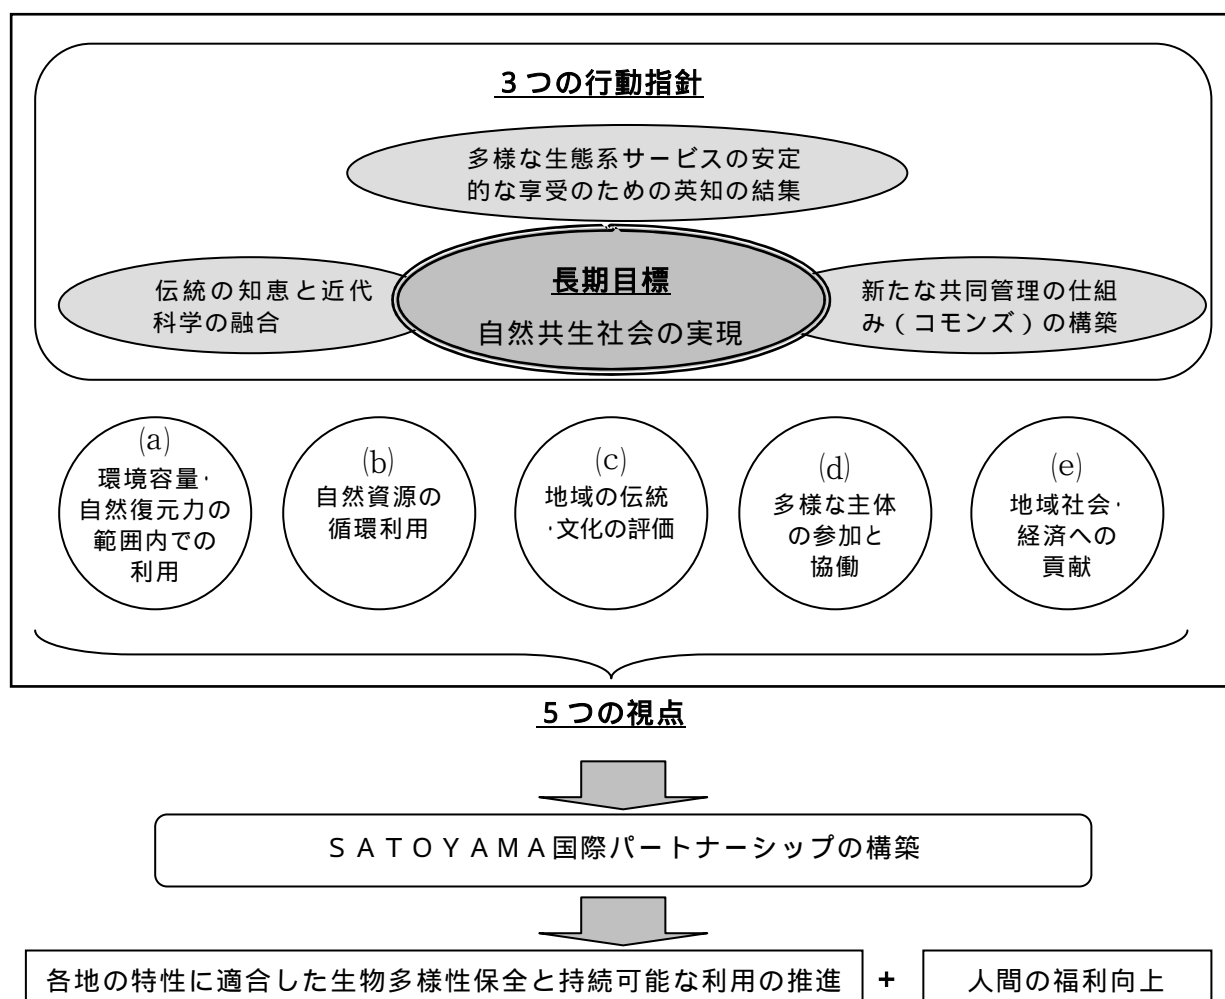 ３つの行動指針
多様な生態系サービスの安定
的な享受のための英知の結集
伝統の知恵と近代
科学の融合
長期目標
自然共生社会の実現
新たな共同管理の仕組
み（コモンズ）の構築
(a)
環境容量・
自然復元力の
範囲内での
利用
(b)
自然資源の
循環利用
(c)
地域の伝統
・文化の評価
(d)
多様な主体
の参加と
協働
(e)
地域社会・
経済への
貢献
５つの視点
ＳＡＴＯＹＡＭＡ国際パートナーシップの構築
各地の特性に適合した生物多様性保全と持続可能な利用の推進 + 人間の福利向上